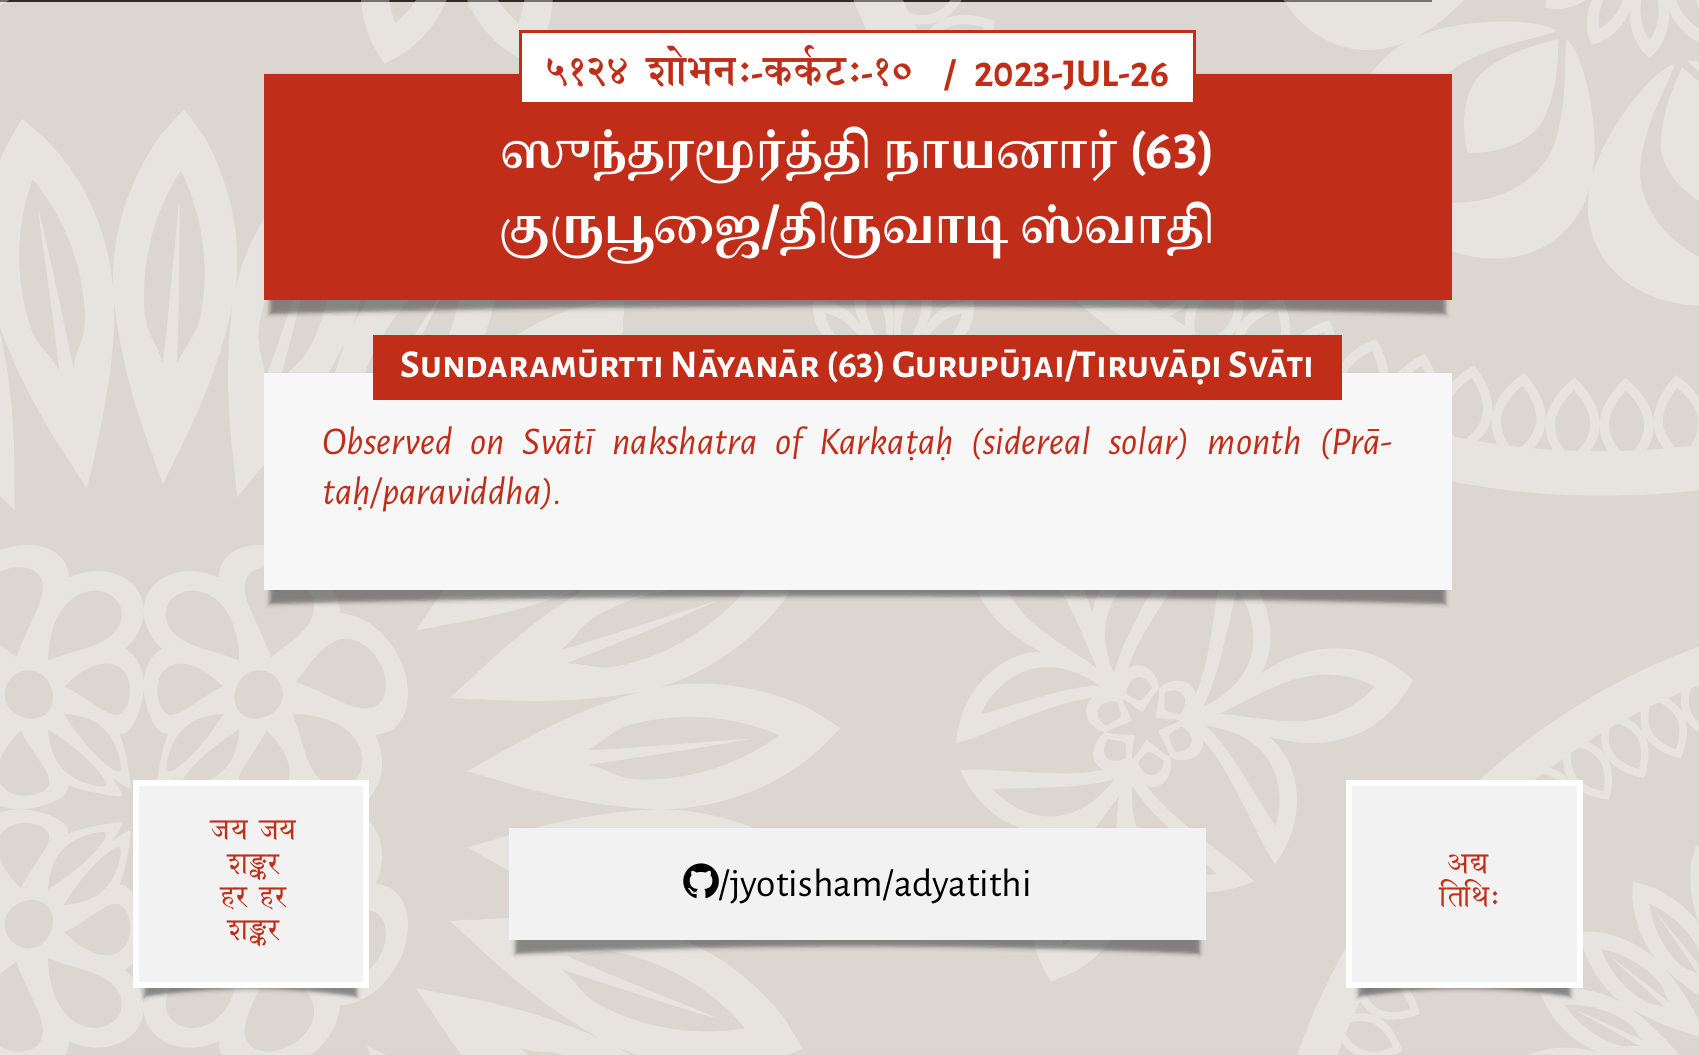 ५१२४ शोभनः-कर्कटः-१० / 2023-JUL-26
ஸுந்தரமூர்த்தி நாயனார் (63)
குருபூஜை/திருவாடி ஸ்வாதி
Sundaramūrtti Nāyanār (63) Gurupūjai/Tiruvāḍi Svāti
Observed on Svātī nakshatra of Karkaṭaḥ (sidereal solar) month (Prā-
taḥ/paraviddha).
जय जय
शङ्कर
हर हर
शङ्कर
/jyotisham/adyatithi
अद्य
तिथिः